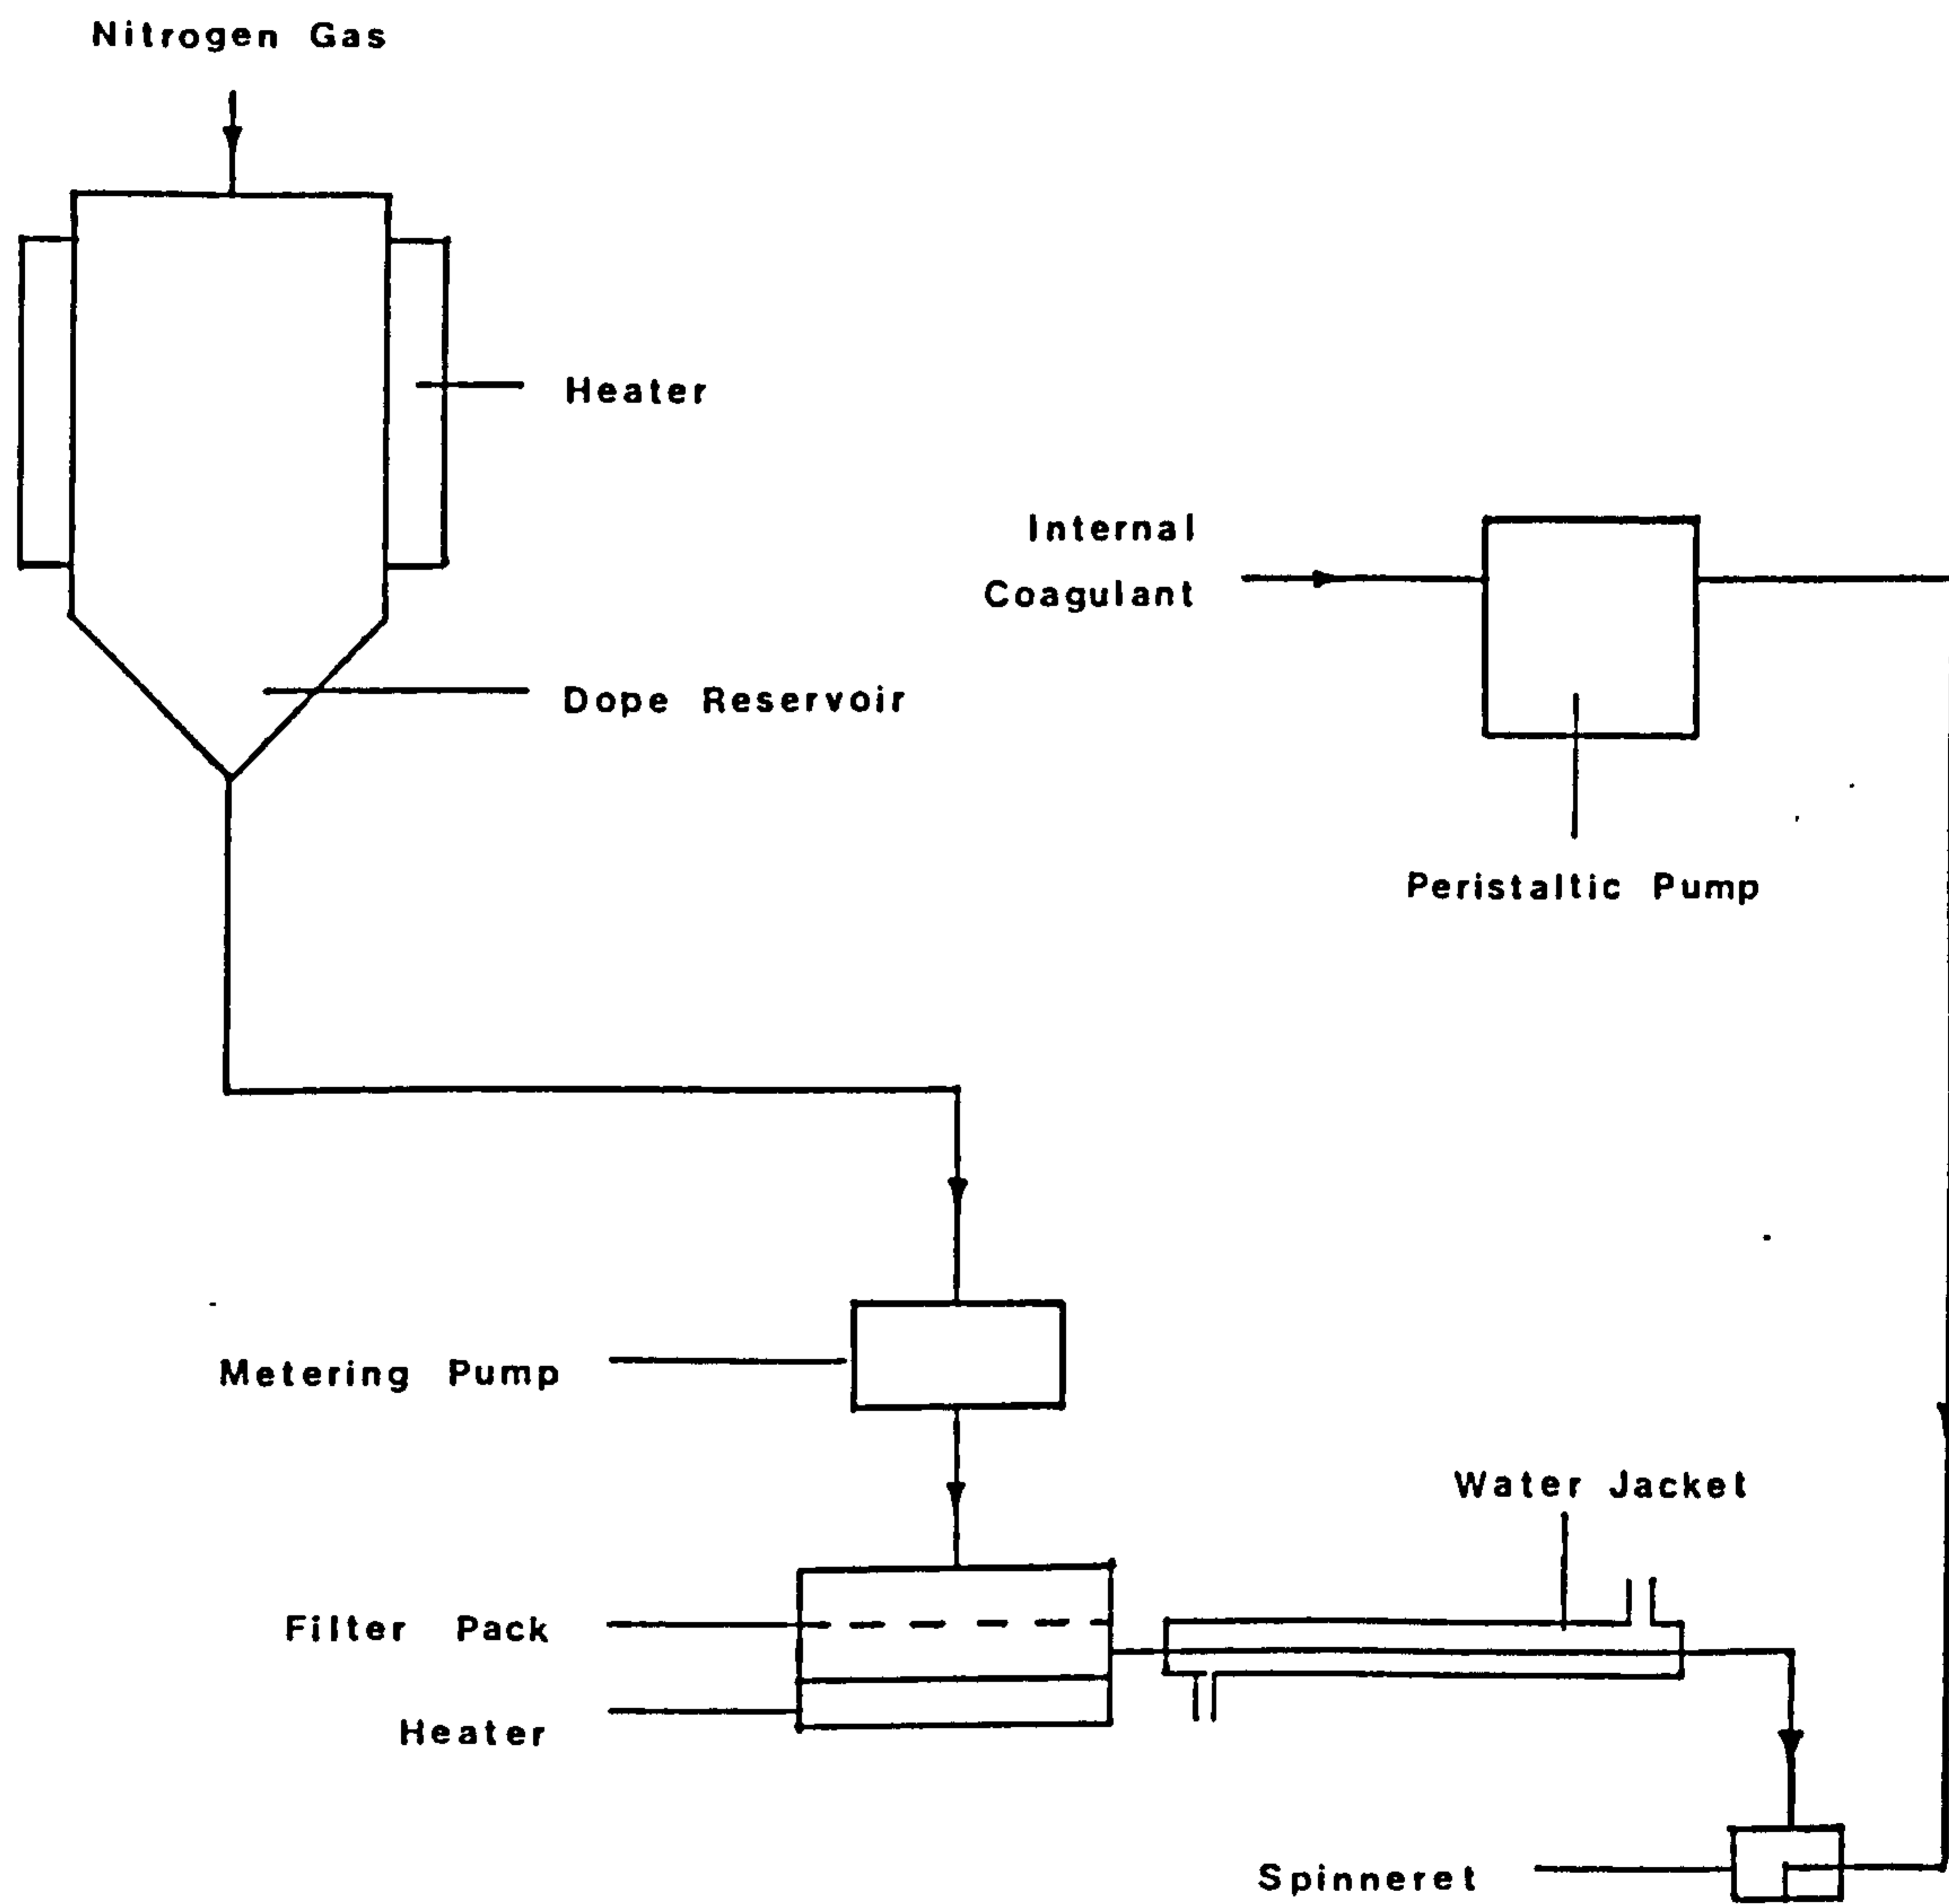 Nitrogen Gas
Heater
Internal
Coagulant
Dope Reservoir
Peristaltic Pump
Metering Pump
Water Jacket
Filter Pack
Heater
Spinneret